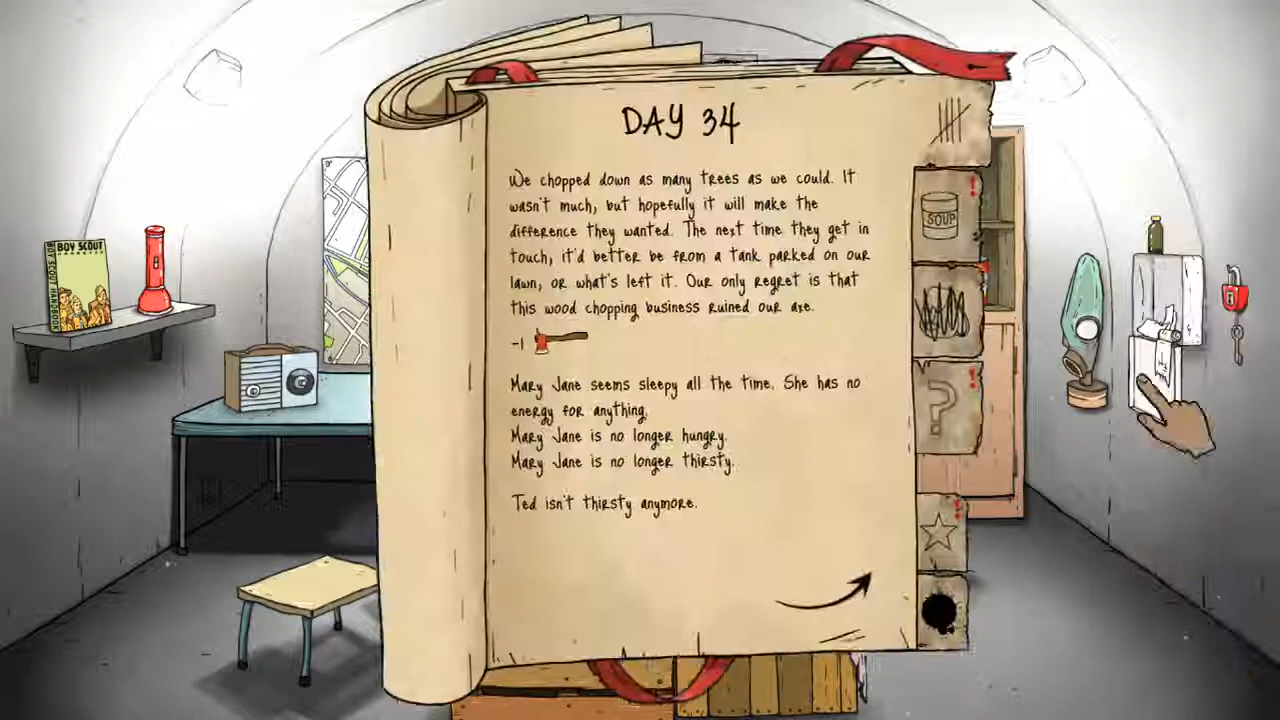 DAY 34
We chopped down as many trees as we could. It
wasn't much, but hopefully it will make the
difference they wanted. The next time they get in
touch, it'd better be from a tank parked on our
lawn, or what's left it. Our only regret is that
this wood chopping business ruined our axe.
-1
Mary Jane seems sleepy all the time. She has no
energy for anything.
Mary Jane is no longer hungry.
Mary Jane is no longer thirsty.
Ted isn't thirsty anymore.
SOUP
?
BOY SCOUT
BOY SCOUT HANDBOOK